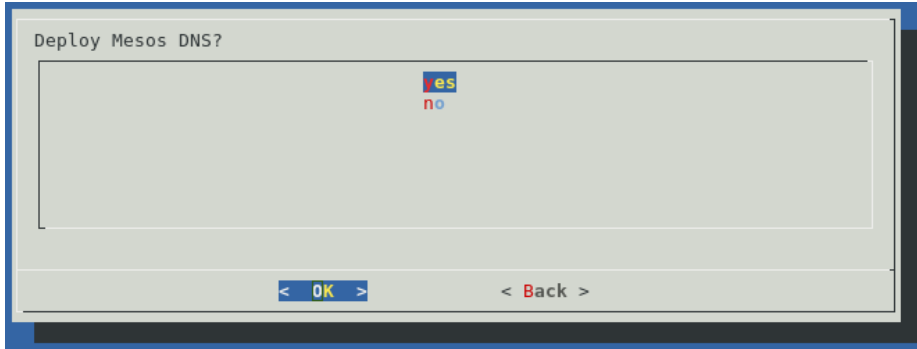 Deploy Mesos DNS?
yes
no
< OK > < Back >